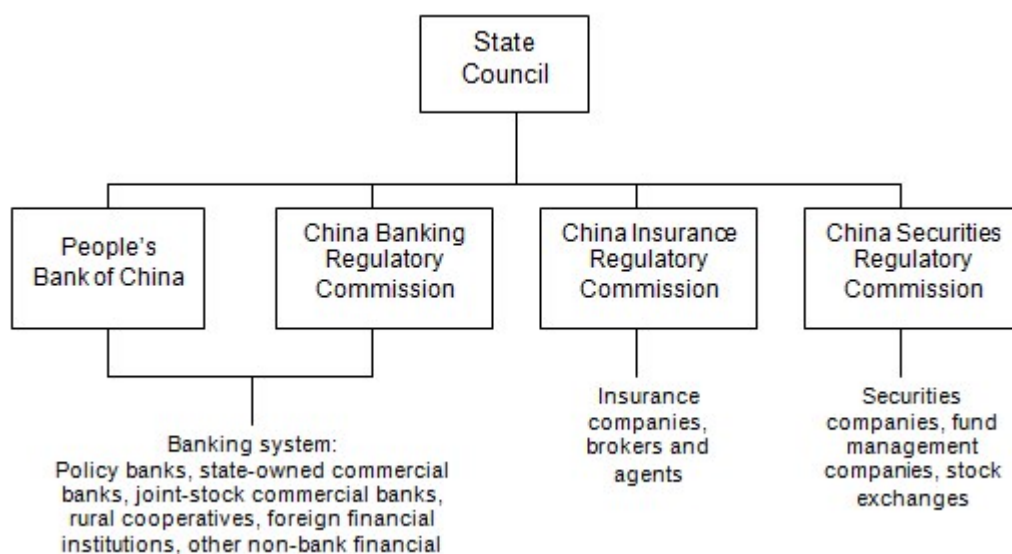 State
Council
People's
Bank of China
China Banking
Regulatory
Commission
China Insurance
Regulatory
Commission
China Securities
Regulatory
Commission
Banking system:
Policy banks, state-owned commercial
banks, joint-stock commercial banks,
rural cooperatives, foreign financial
institutions, other non-bank financial
Insurance
companies,
brokers and
agents
Securities
companies, fund
management
companies, stock
exchanges